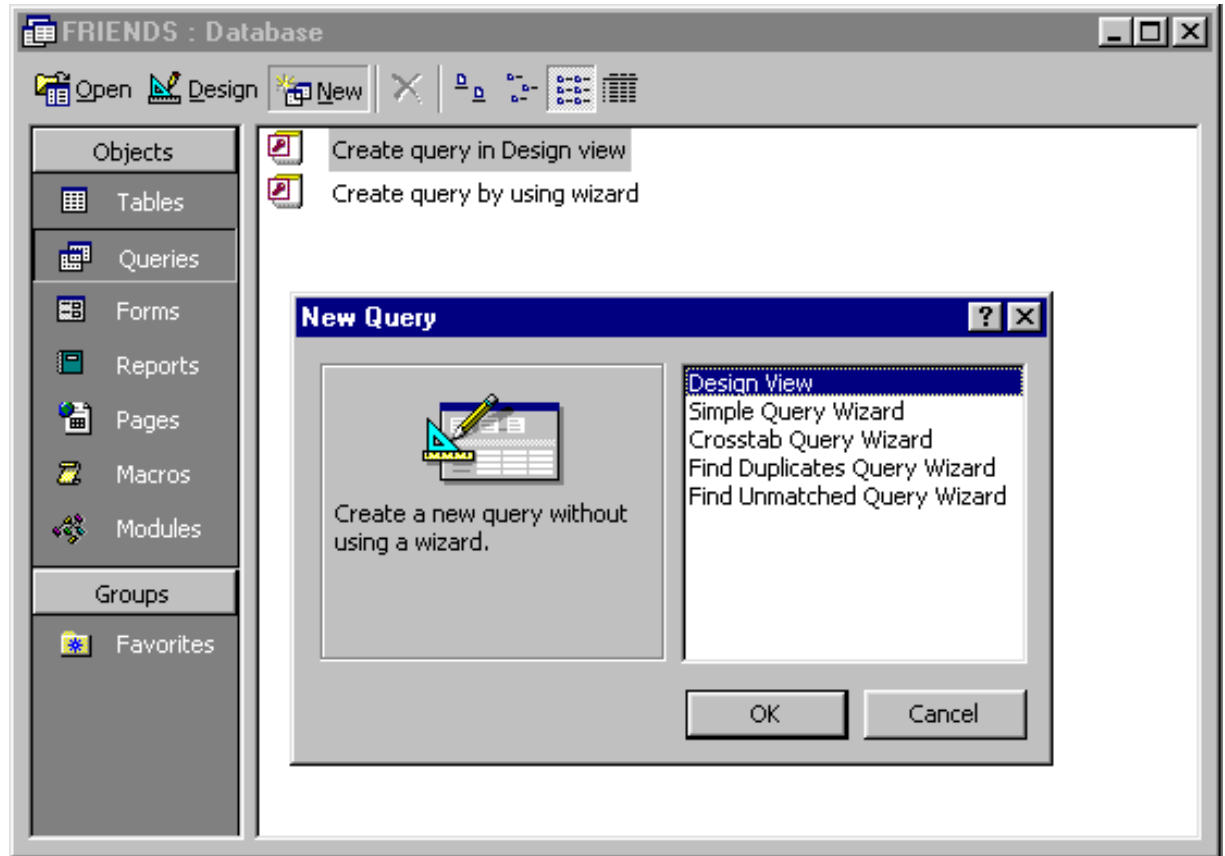 FRIENDS : Database
Open Design New
Objects
Tables
Queries
Forms
Reports
Pages
Macros
Modules
Groups
Favorites
Create query in Design view
Create query by using wizard
New Query
Create a new query without
using a wizard.
Design View
Simple Query Wizard
Crosstab Query Wizard
Find Duplicates Query Wizard
Find Unmatched Query Wizard
OK Cancel